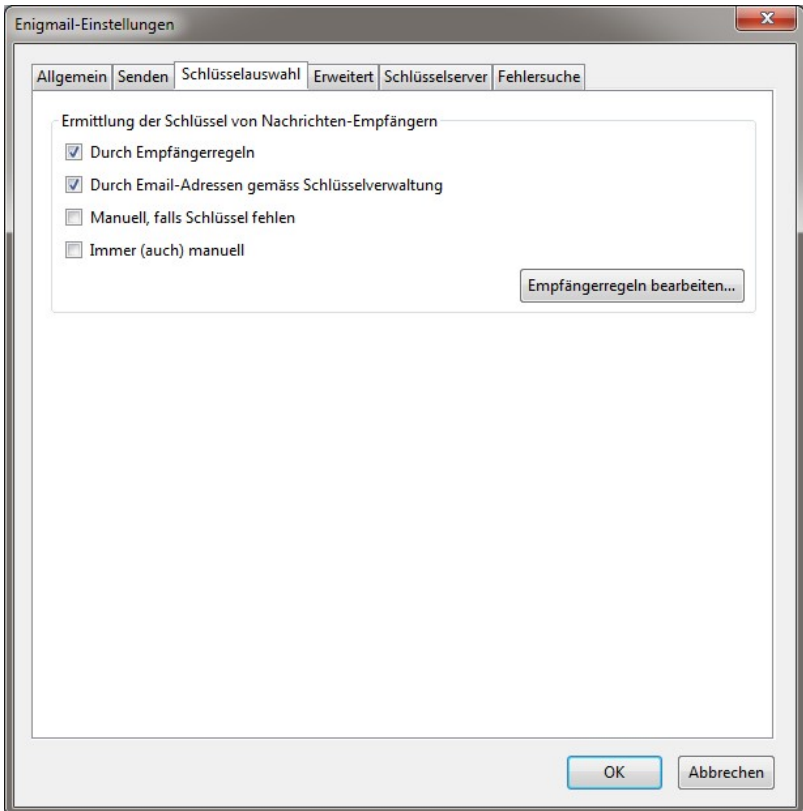 Enigmail-Einstellungen
Allgemein Senden Schlüsselauswahl Erweitert Schlüsselserver Fehlersuche
Ermittlung der Schlüssel von Nachrichten-Empfängern
Durch Empfängerregeln
Durch Email-Adressen gemäss Schlüsselverwaltung
Manuell, falls Schlüssel fehlen
Immer (auch) manuell
Empfängerregeln bearbeiten...
OK Abbrechen